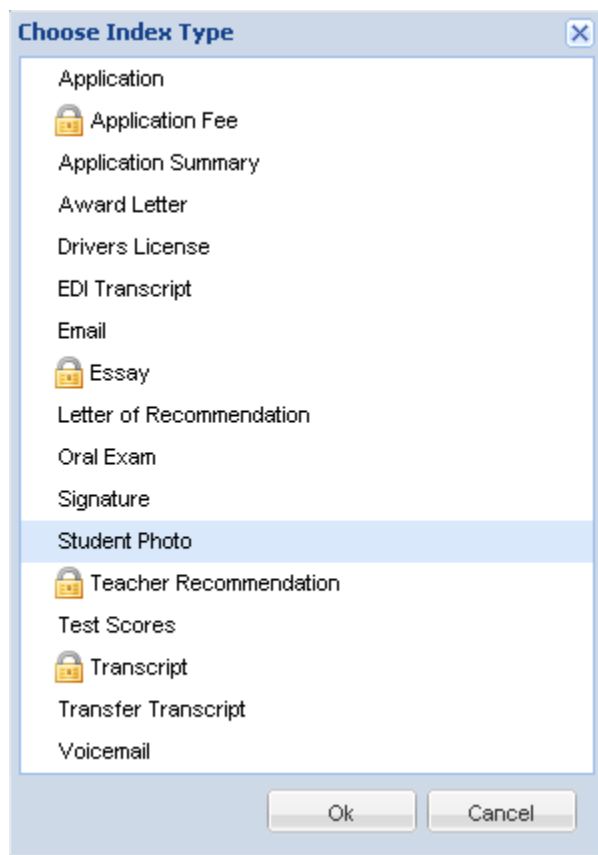 Choose Index Type
Application
Application Fee
Application Summary
Award Letter
Drivers License
EDI Transcript
Email
Essay
Letter of Recommendation
Oral Exam
Signature
Student Photo
Teacher Recommendation
Test Scores
Transcript
Transfer Transcript
Voicemail
Ok Cancel